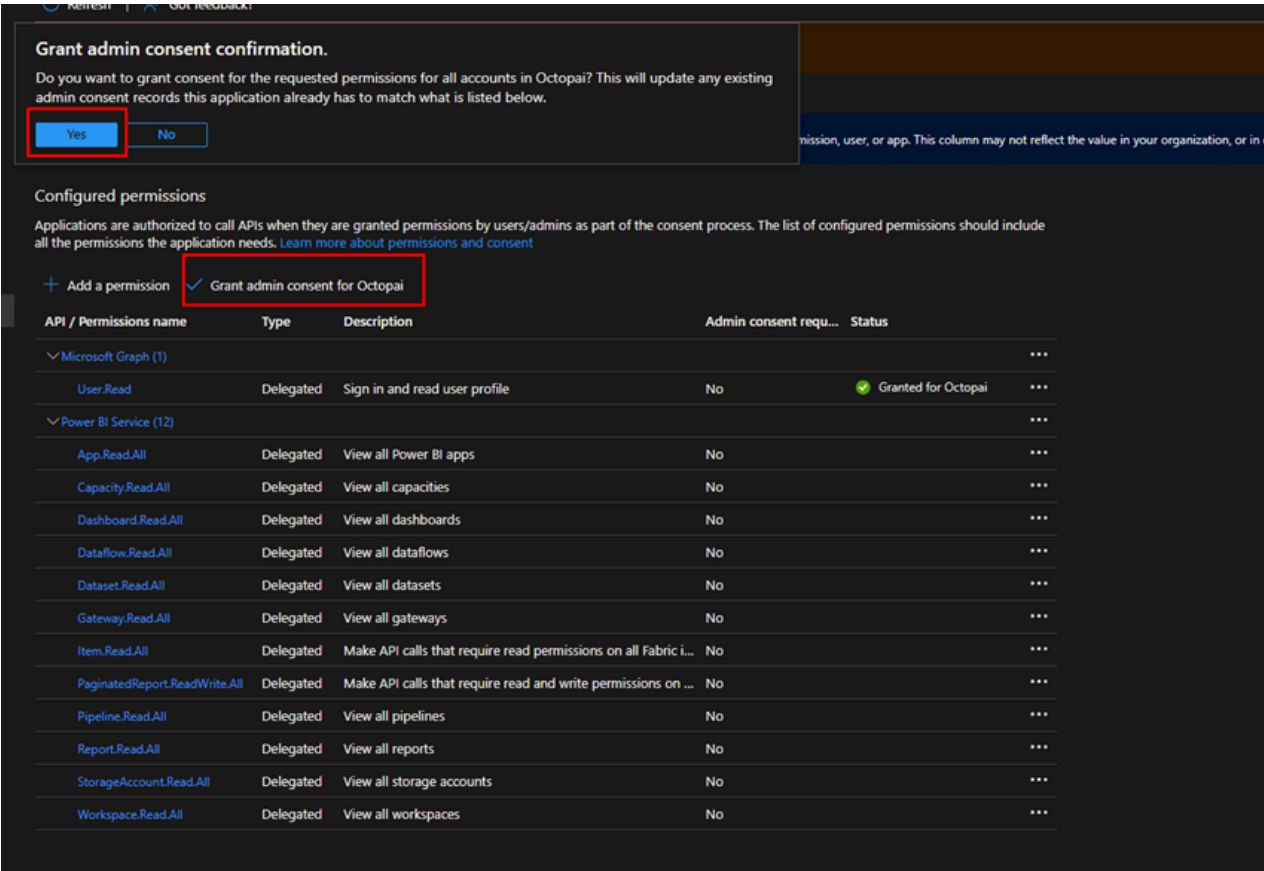 Refresh | Got feedback?
Grant admin consent confirmation.
Do you want to grant consent for the requested permissions for all accounts in Octopai? This will update any existing
admin consent records this application already has to match what is listed below.
Yes No
mission, user, or app. This column may not reflect the value in your organization, or in
Configured permissions
Applications are authorized to call APIs when they are granted permissions by users/admins as part of the consent process. The list of configured permissions should include
all the permissions the application needs. Learn more about permissions and consent
Add a permission Grant admin consent for Octopai
API / Permissions name Type Description Admin consent requ... Status
Microsoft Graph (1) ...
User.Read Delegated Sign in and read user profile No Granted for Octopai ...
Power BI Service (12) ...
App.Read.All Delegated View all Power BI apps No ...
Capacity.Read.All Delegated View all capacities No ...
Dashboard.Read.All Delegated View all dashboards No ...
Dataflow.Read.All Delegated View all dataflows No ...
Dataset.Read.All Delegated View all datasets No ...
Gateway.Read.All Delegated View all gateways No ...
Item.Read.All Delegated Make API calls that require read permissions on all Fabric i... No ...
PaginatedReport.ReadWrite.All Delegated Make API calls that require read and write permissions on ... No ...
Pipeline.Read.All Delegated View all pipelines No ...
Report.Read.All Delegated View all reports No ...
StorageAccount.Read.All Delegated View all storage accounts No ...
Workspace.Read.All Delegated View all workspaces No ...